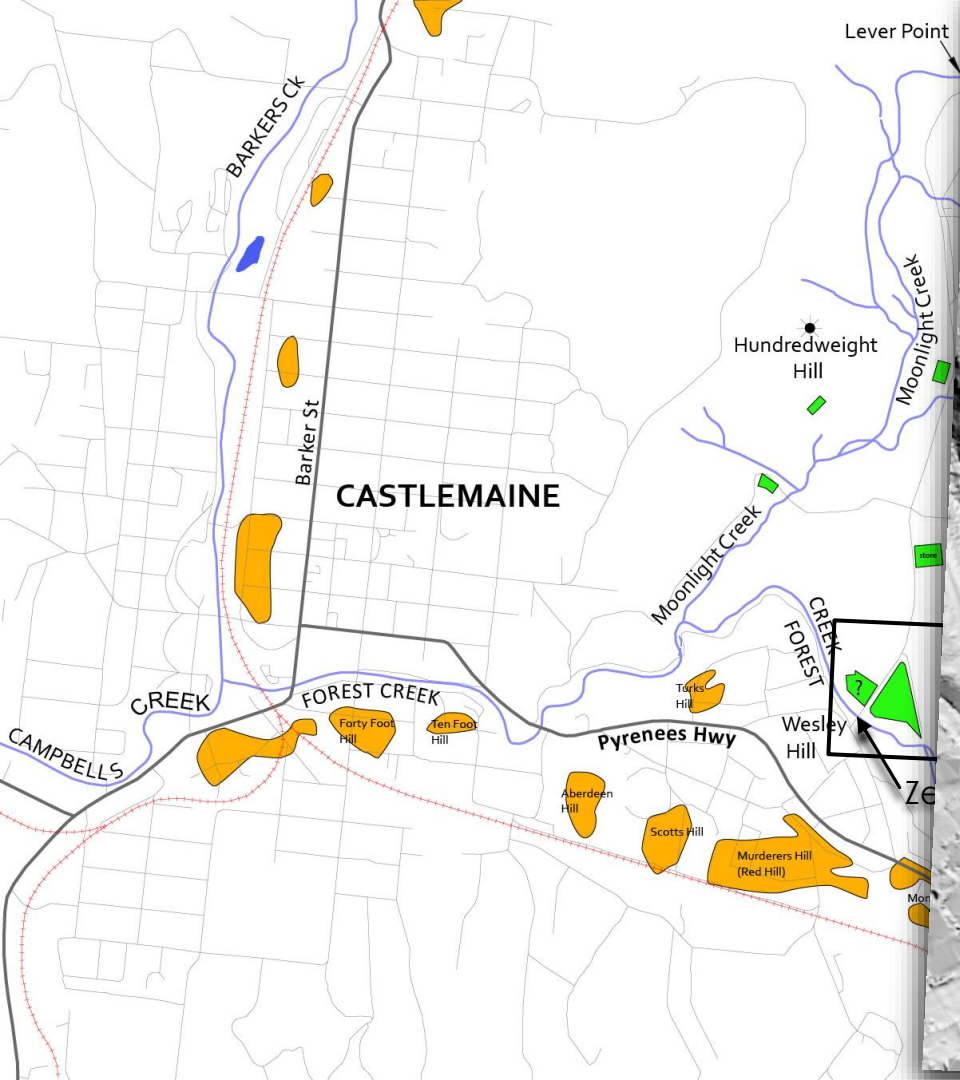 Lever Point
BARKERS Ck
Moonlight Creek
Hundredweight
Hill
Barker St
CASTLEMAINE
Moonlight Creek
store
CREEK
FOREST
?
Turks
Hill
CREEK
FOREST CREEK
Forty Foot
Hill
Ten Foot
Hill
Wesley
Hill
Pyrenees Hwy
CAMPBELLS
Ze
Aberdeen
Hill
Scotts Hill
Murderers Hill
(Red Hill)
Mon